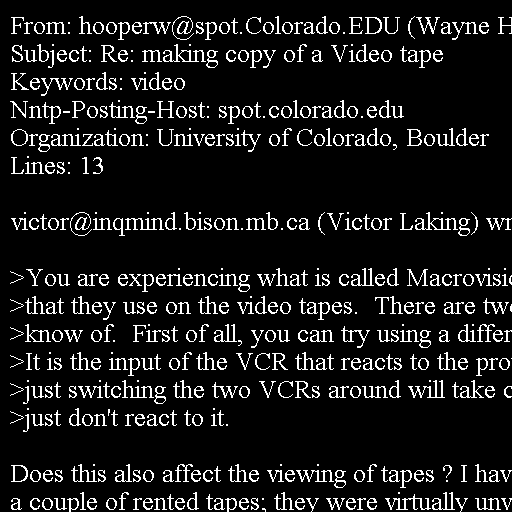 From: hooperw@spot.Colorado.EDU (Wayne H
Subject: Re: making copy of a Video tape
Keywords: video
Nntp-Posting-Host: spot.colorado.edu
Organization: University of Colorado, Boulder
Lines: 13

victor@inqmind.bison.mb.ca (Victor Laking) wr

>You are experiencing what is called Macrovisi
>that they use on the video tapes.  There are tw
>know of.  First of all, you can try using a differ
>It is the input of the VCR that reacts to the pro
>just switching the two VCRs around will take c
>just don't react to it.

Does this also affect the viewing of tapes ? I hav
a couple of rented tapes; they were virtually unv